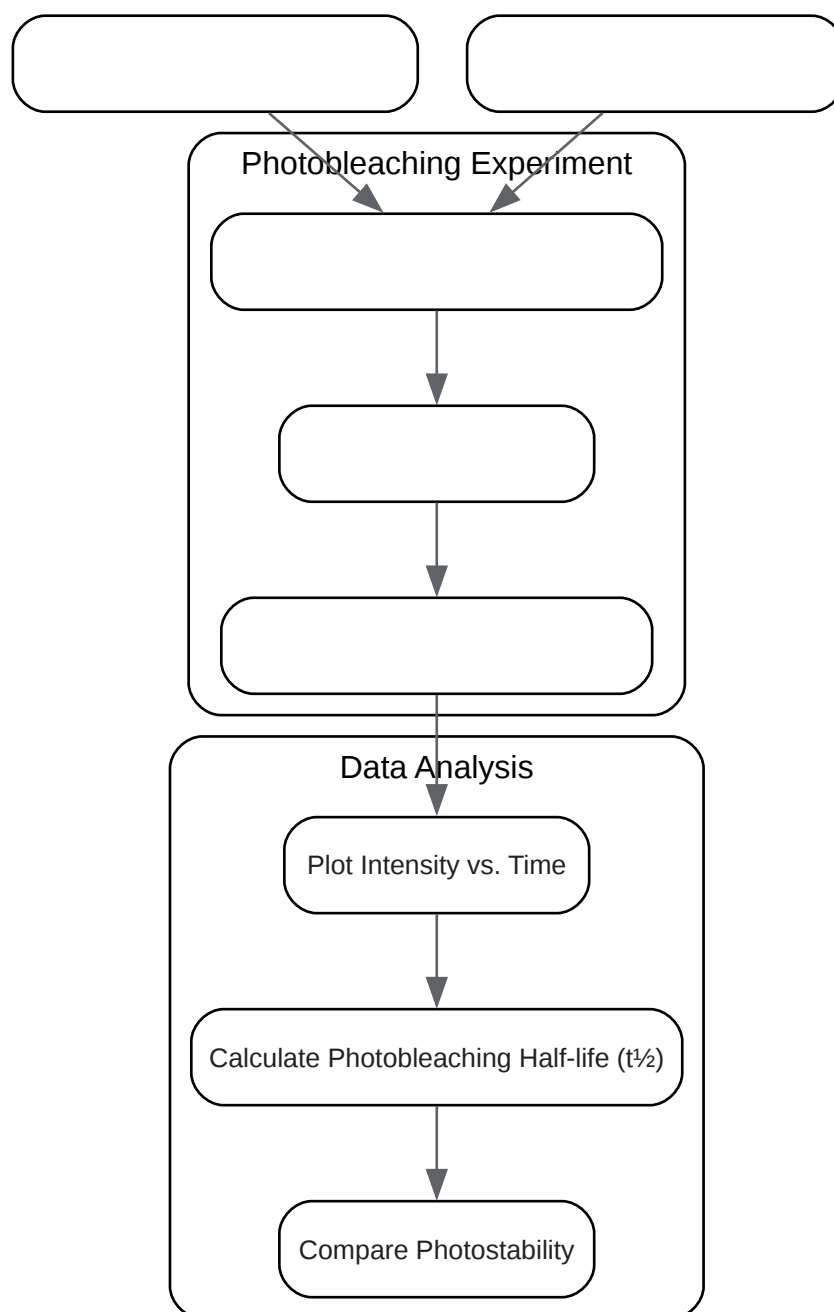 Photobleaching Experiment
Data Analysis
Plot Intensity vs. Time
Calculate Photobleaching Half-life (t½)
Compare Photostability